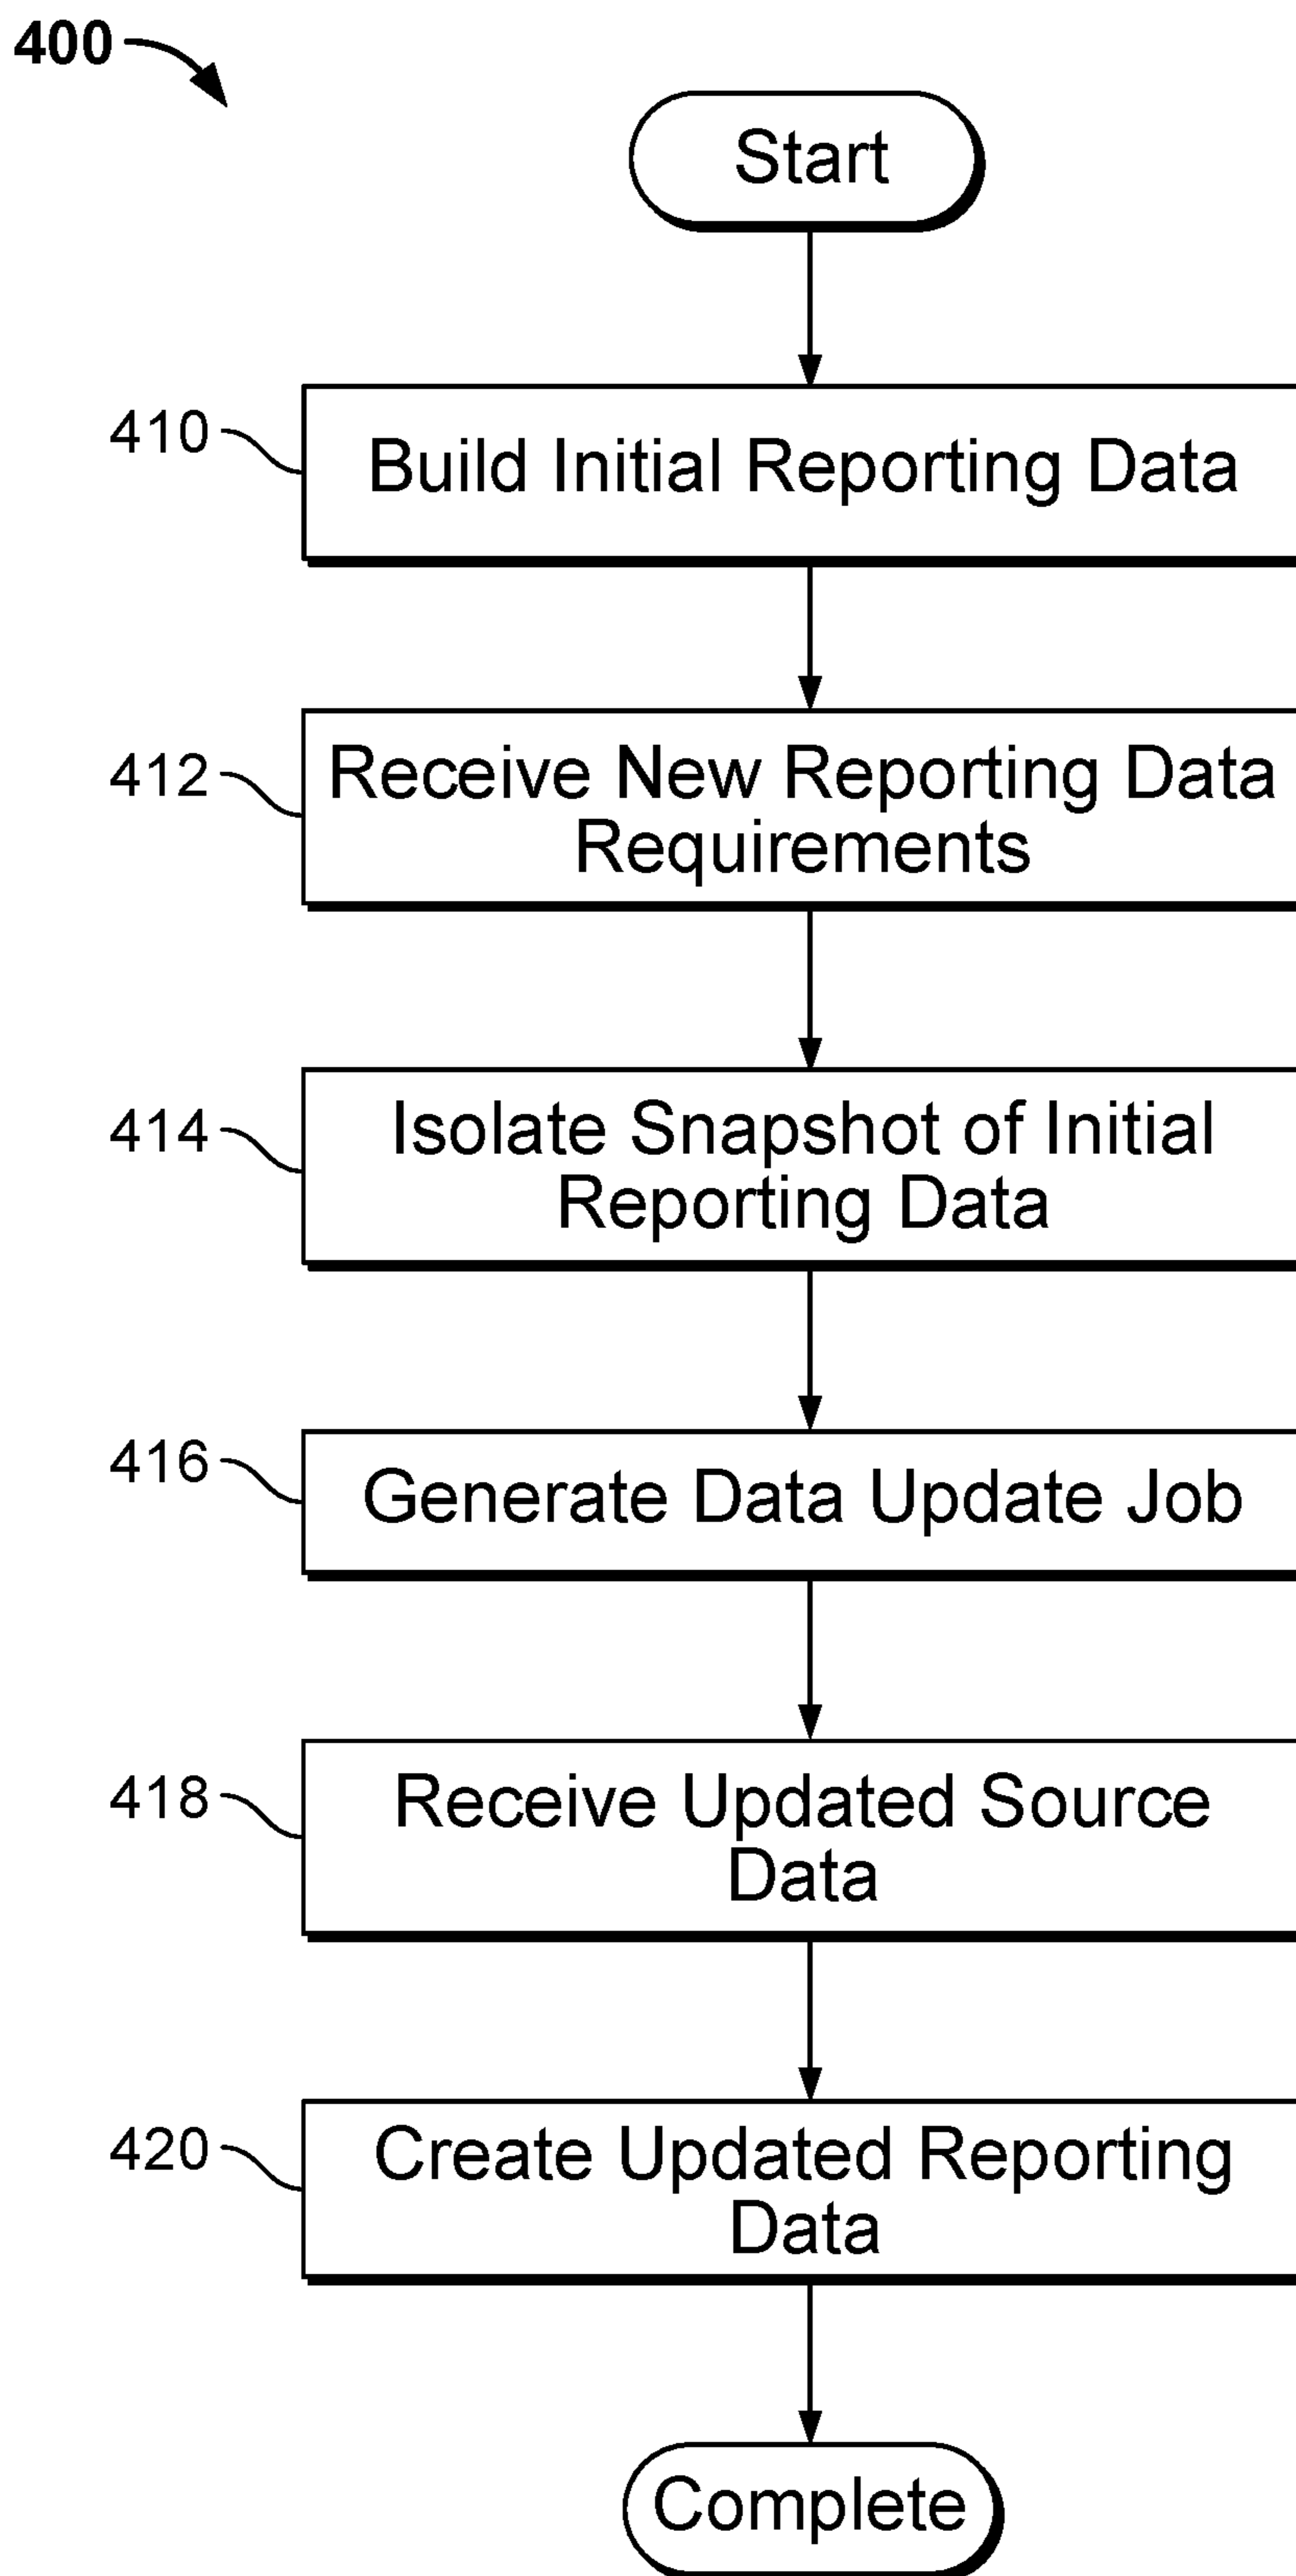 400
Start
410
Build Initial Reporting Data
412
Receive New Reporting Data
Requirements
414
Isolate Snapshot of Initial
Reporting Data
416
Generate Data Update Job
418
Receive Updated Source
Data
420
Create Updated Reporting
Data
Complete